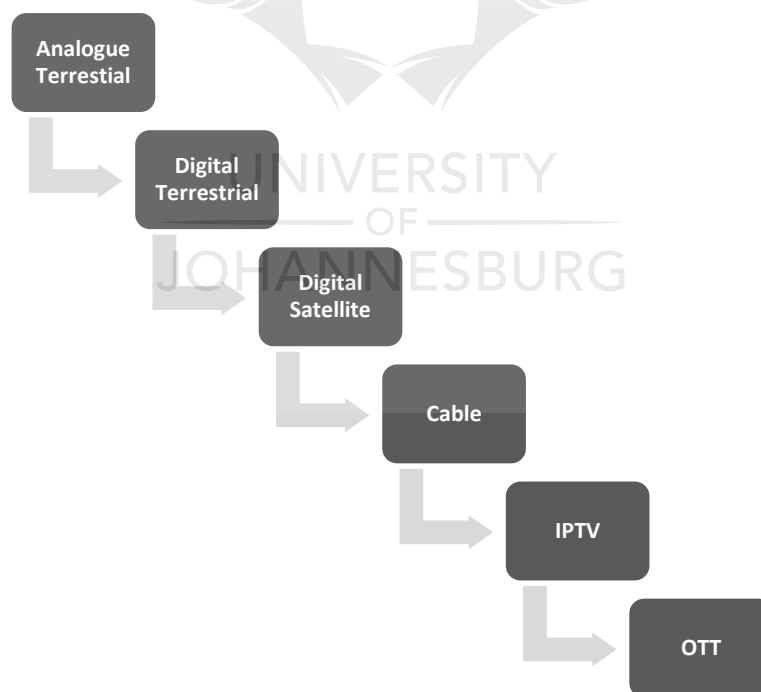 Analogue
Terrestial
Digital
Terrestrial
UNIVERSITY
OF
JOHANNESBURG
Digital
Satellite
Cable
IPTV
OTT